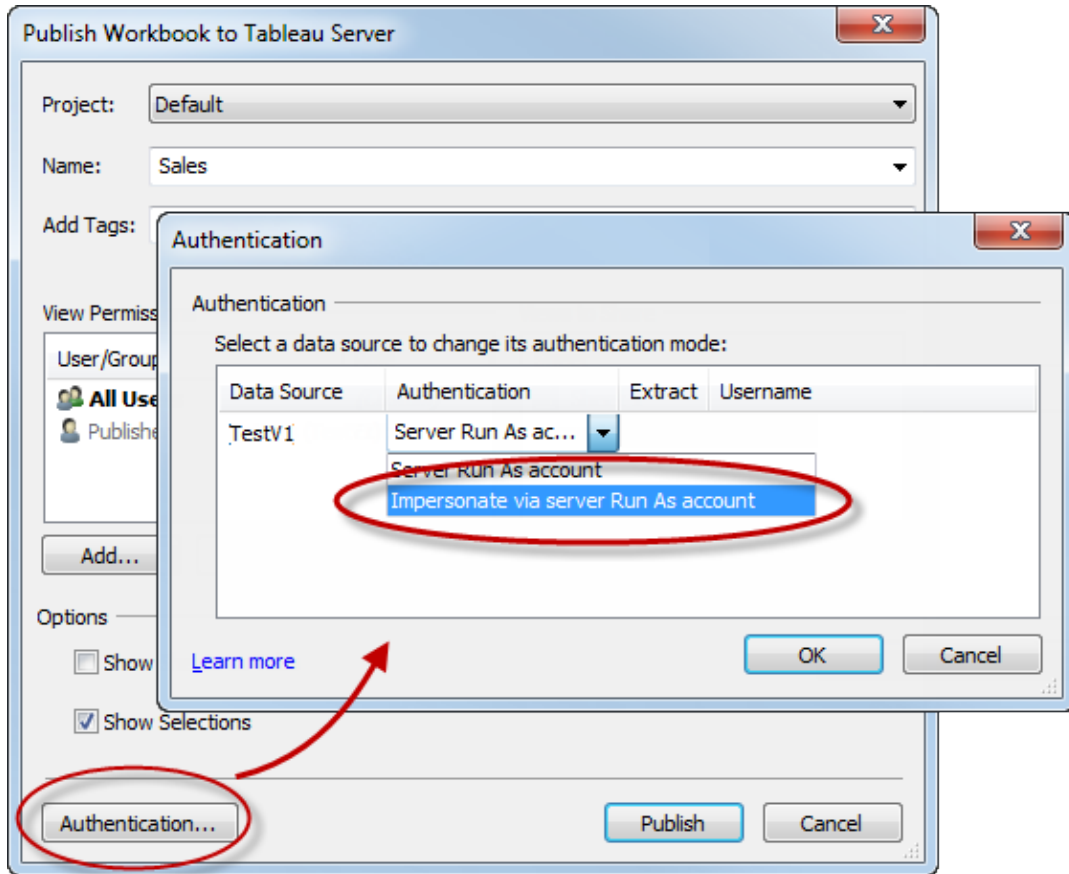 Publish Workbook to Tableau Server
Project: Default
Name: Sales
Add Tags:
View Permiss
User/Group
All Use
Publishe
Add...
Options
Show
Show Selections
Authentication...
Publish Cancel
Authentication
Authentication
Select a data source to change its authentication mode:
Data Source Authentication Extract Username
TestV1 Server Run As ac...
Server Run As account
Impersonate via server Run As account
Learn more
OK Cancel